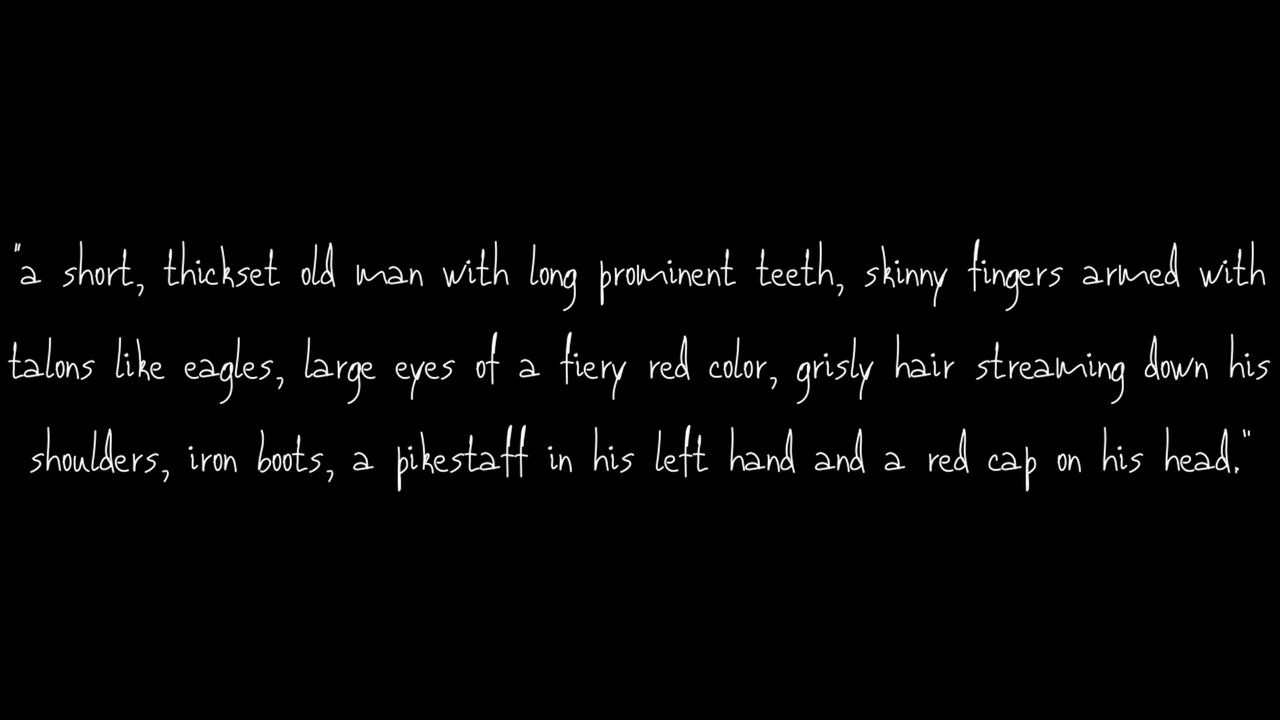 "a short, thickset old man with long prominent teeth, skinny fingers armed with
talons like eagles, large eyes of a fiery red color, grisly hair streaming down his
shoulders, iron boots, a pikestaff in his left hand and a red cap on his head."